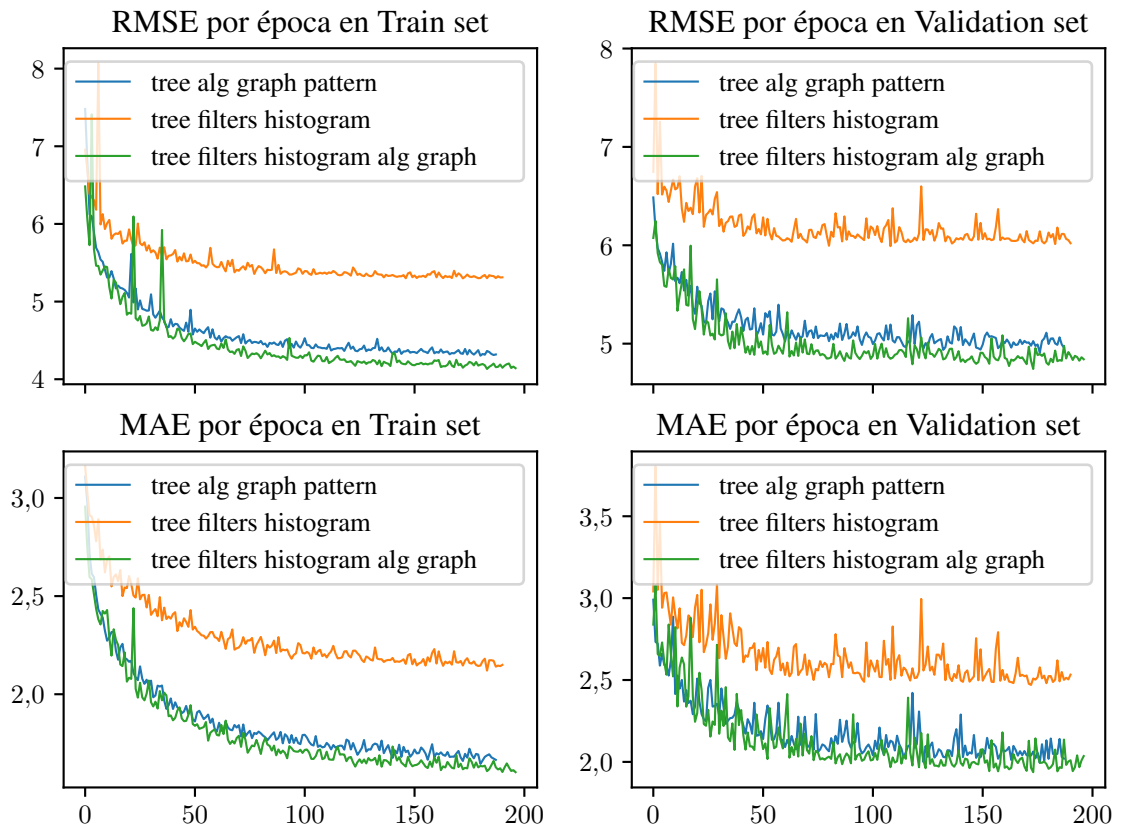 RMSE por época en Train set
8
7
6
5
4
tree alg graph pattern
tree filters histogram
tree filters histogram alg graph
RMSE por época en Validation set
8
7
6
5
tree alg graph pattern
tree filters histogram
tree filters histogram alg graph
MAE por época en Train set
3,0
2,5
2,0
tree alg graph pattern
tree filters histogram
tree filters histogram alg graph
0 50 100 150 200
MAE por época en Validation set
3,5
3,0
2,5
2,0
tree alg graph pattern
tree filters histogram
tree filters histogram alg graph
0 50 100 150 200